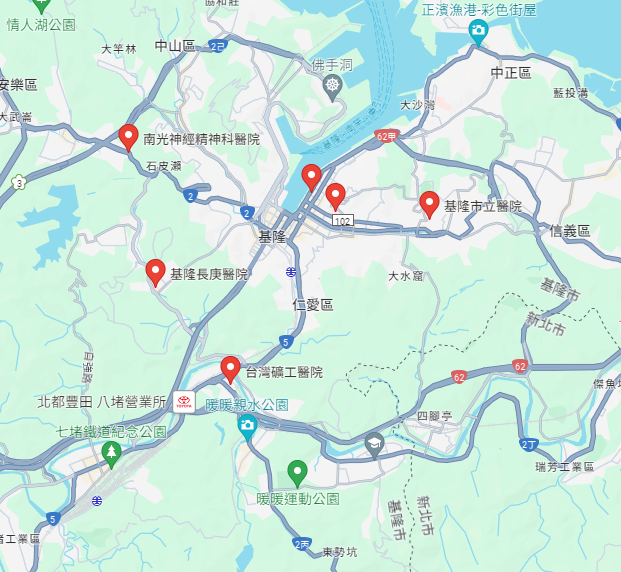 協和莊
正濱漁港-彩色街屋
情人湖公園
大竿林
中山區
2己
佛手洞
中正區
安樂區
藍投溝
大沙灣
大武崙
62甲
南光神經精神科醫院
石皮瀨
3
2
2
102
基隆市立醫院
基隆
信義區
基隆長庚醫院
大水窟
基隆市
仁愛區
新北市
5
62
台灣礦工醫院
62
北都豐田 八堵營業所
TOYOTA
暖暖親水公園
四腳亭
七堵鐵道紀念公園
2丁
瑞芳工業區
暖暖運動公園
5
新北市
基隆市
2丙
東勢坑